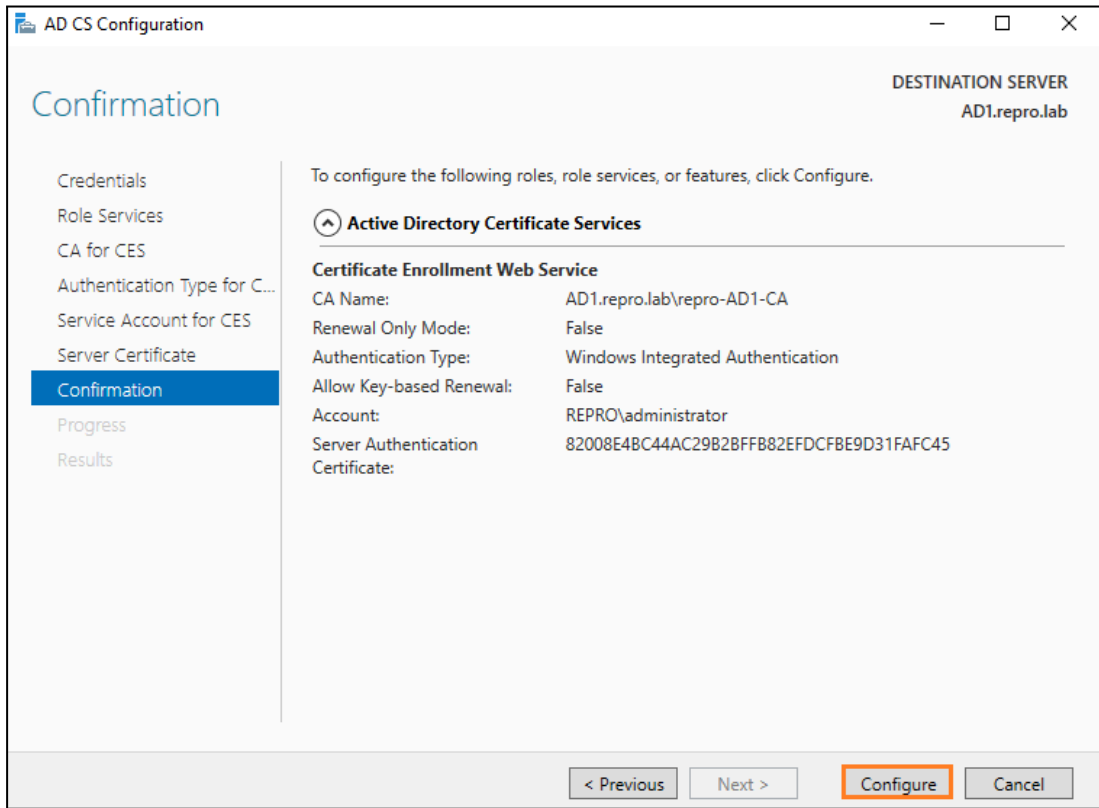 AD CS Configuration
DESTINATION SERVER
AD1.repro.lab
Confirmation
Credentials
Role Services
CA for CES
Authentication Type for C...
Service Account for CES
Server Certificate
Confirmation
Progress
Results
To configure the following roles, role services, or features, click Configure.
Active Directory Certificate Services
Certificate Enrollment Web Service
CA Name: AD1.repro.lab\repro-AD1-CA
Renewal Only Mode: False
Authentication Type: Windows Integrated Authentication
Allow Key-based Renewal: False
Account: REPRO\administrator
Server Authentication 82008E4BC44AC29B2BFFB82EFDCFBE9D31FAFC45
Certificate:
< Previous Next > Configure Cancel